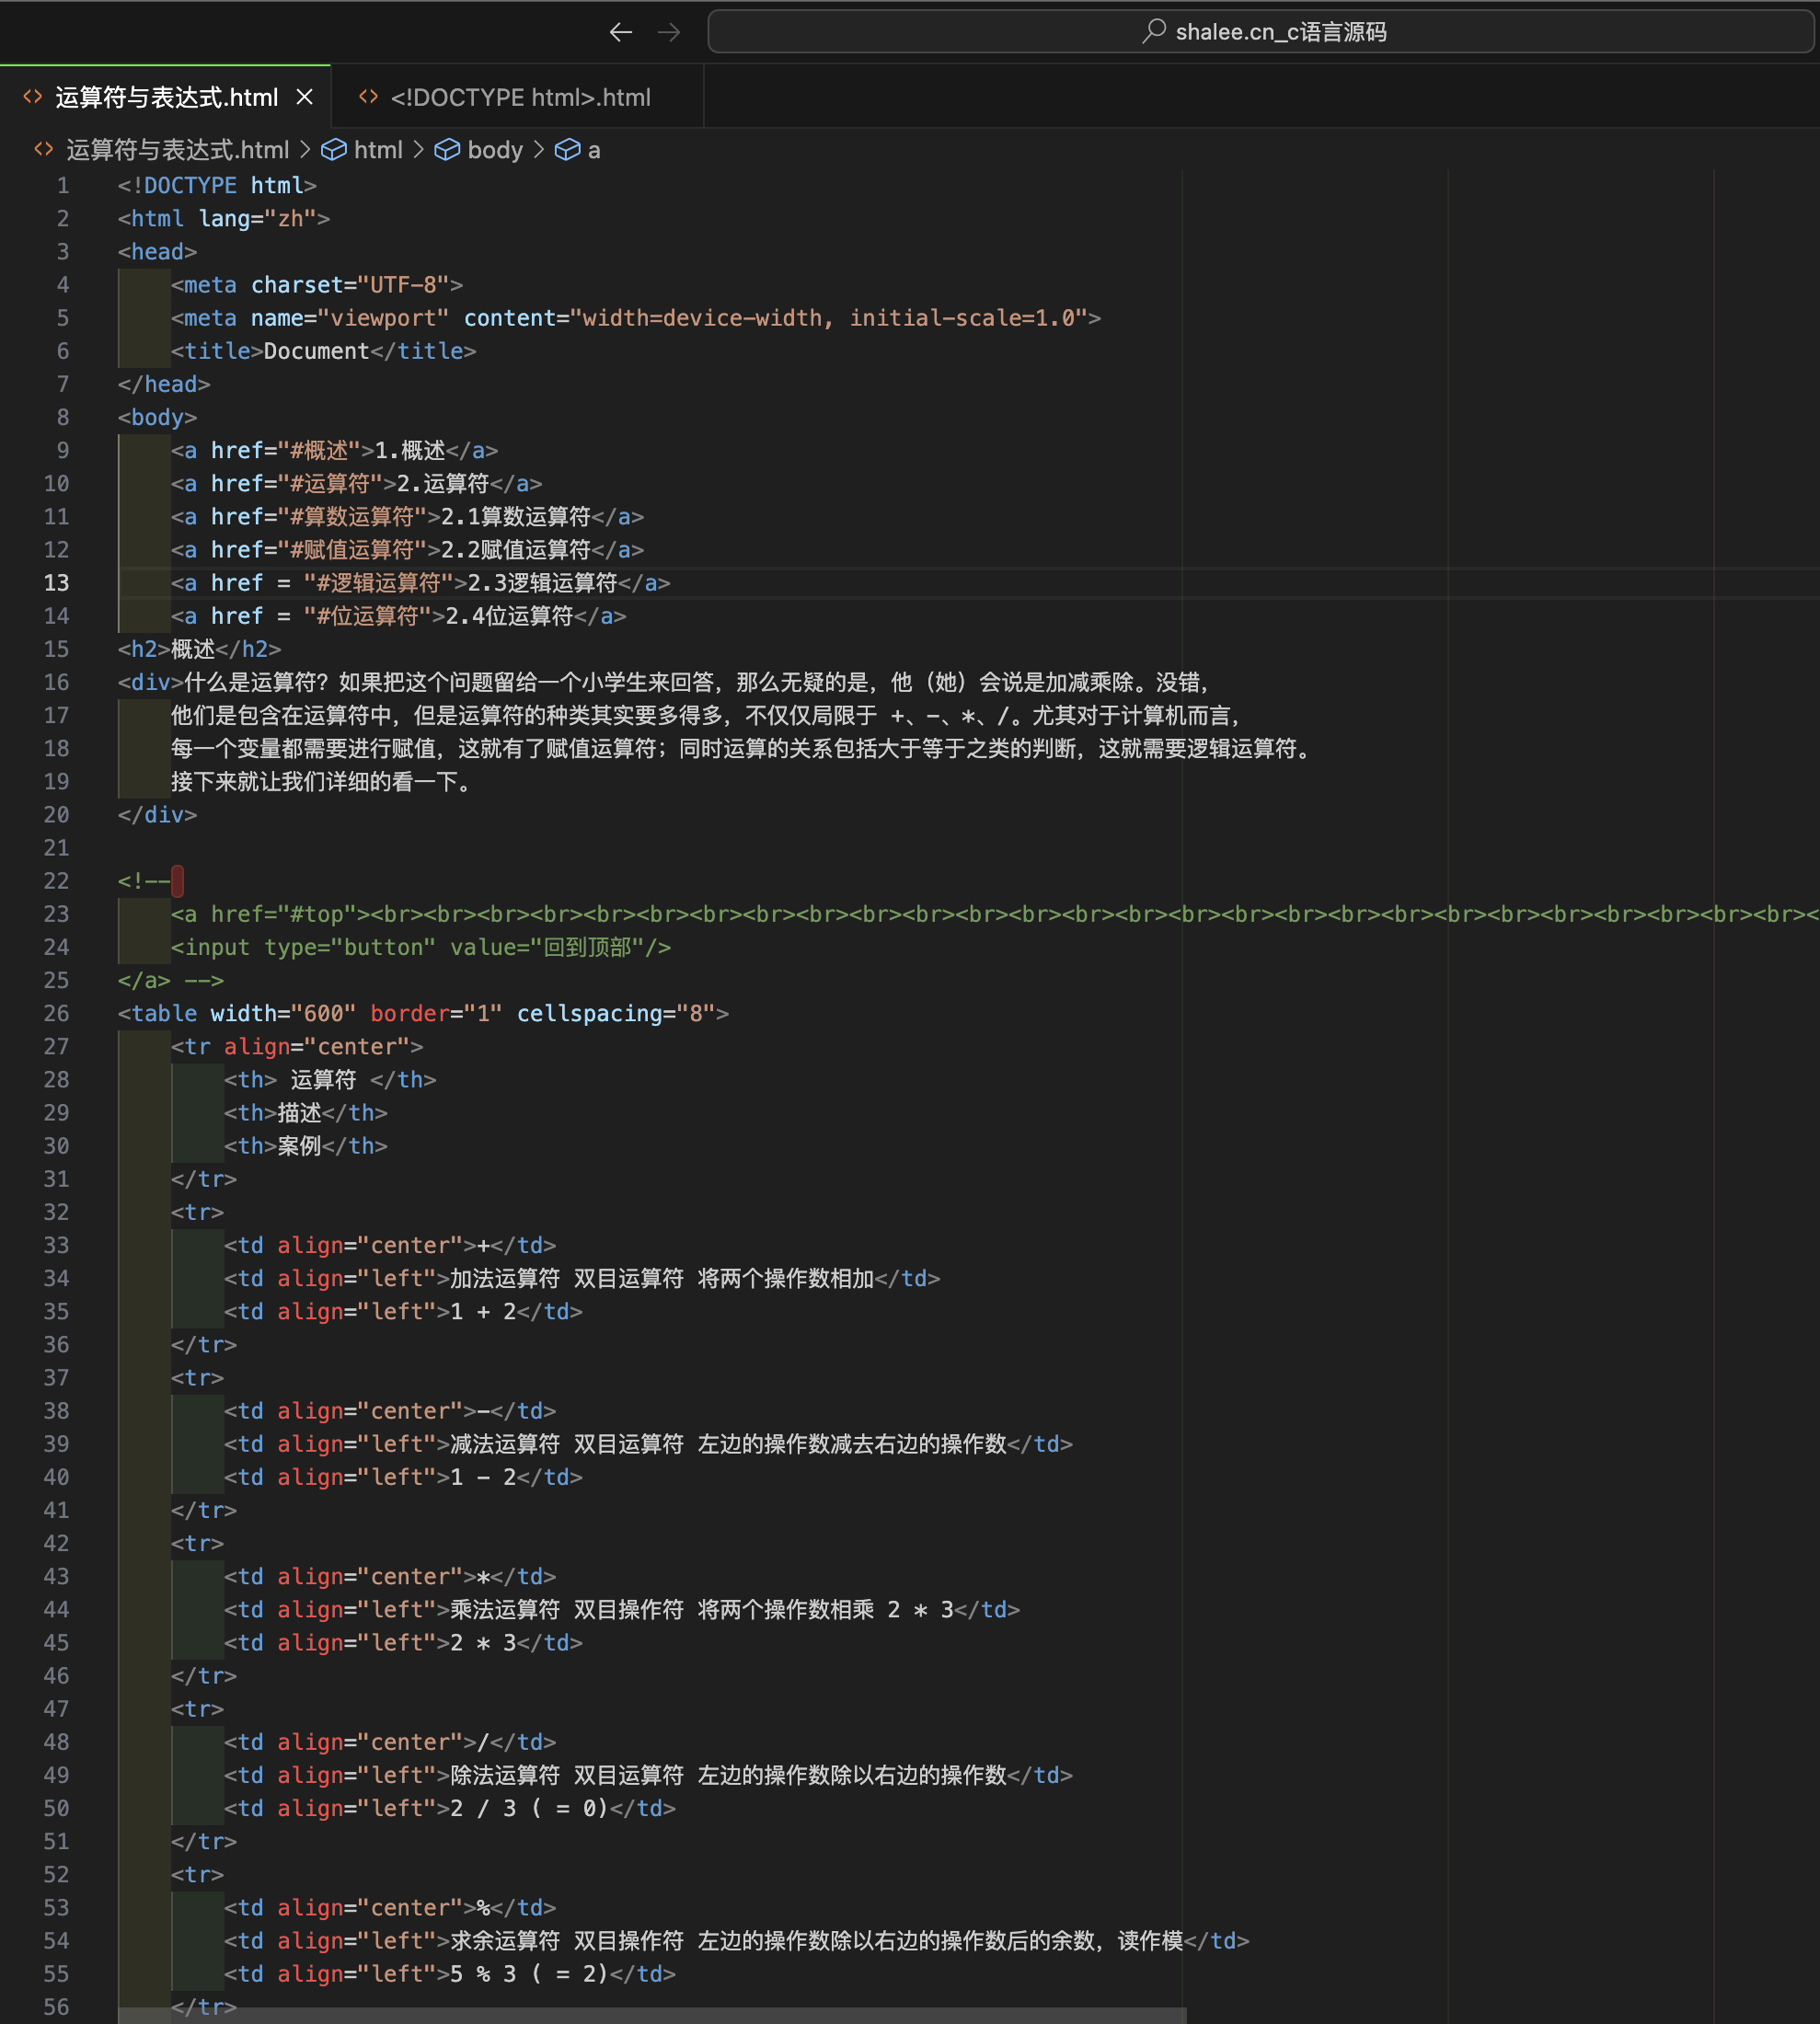 shalee.cn_c语言源码
运算符与表达式.html
<!DOCTYPE html>.html
运算符与表达式.html > html > body > a
1 <!DOCTYPE html>
2 <html lang="zh">
3 <head>
4 <meta charset="UTF-8">
5 <meta name="viewport" content="width=device-width, initial-scale=1.0">
6 <title>Document</title>
7 </head>
8 <body>
9 <a href="#概述">1.概述</a>
10 <a href="#运算符">2.运算符</a>
11 <a href="#算数运算符">2.1算数运算符</a>
12 <a href="#赋值运算符">2.2赋值运算符</a>
13 <a href = "#逻辑运算符">2.3逻辑运算符</a>
14 <a href = "#位运算符">2.4位运算符</a>
15 <h2>概述</h2>
16 <div>什么是运算符？如果把这个问题留给一个小学生来回答，那么无疑的是，他（她）会说是加减乘除。没错，
17 他们是包含在运算符中，但是运算符的种类其实要多得多，不仅仅局限于 +、-、*、/。尤其对于计算机而言，
18 每一个变量都需要进行赋值，这就有了赋值运算符；同时运算的关系包括大于等于之类的判断，这就需要逻辑运算符。
19 接下来就让我们详细的看一下。
20 </div>
21
22 <!--
23 <a href="#top"><br><br><br><br><br><br><br><br><br><br><br><br><br><br><br><br><br><br><br><br><br><br><br><br><br><br><br><
24 <input type="button" value="回到顶部"/>
25 </a> -->
26 <table width="600" border="1" cellspacing="8">
27 <tr align="center">
28 <th> 运算符 </th>
29 <th>描述</th>
30 <th>案例</th>
31 </tr>
32 <tr>
33 <td align="center">+</td>
34 <td align="left">加法运算符 双目运算符 将两个操作数相加</td>
35 <td align="left">1 + 2</td>
36 </tr>
37 <tr>
38 <td align="center">-</td>
39 <td align="left">减法运算符 双目运算符 左边的操作数减去右边的操作数</td>
40 <td align="left">1 - 2</td>
41 </tr>
42 <tr>
43 <td align="center">*</td>
44 <td align="left">乘法运算符 双目操作符 将两个操作数相乘 2 * 3</td>
45 <td align="left">2 * 3</td>
46 </tr>
47 <tr>
48 <td align="center">/</td>
49 <td align="left">除法运算符 双目运算符 左边的操作数除以右边的操作数</td>
50 <td align="left">2 / 3 ( = 0)</td>
51 </tr>
52 <tr>
53 <td align="center">%</td>
54 <td align="left">求余运算符 双目操作符 左边的操作数除以右边的操作数后的余数，读作模</td>
55 <td align="left">5 % 3 ( = 2)</td>
56 </tr>